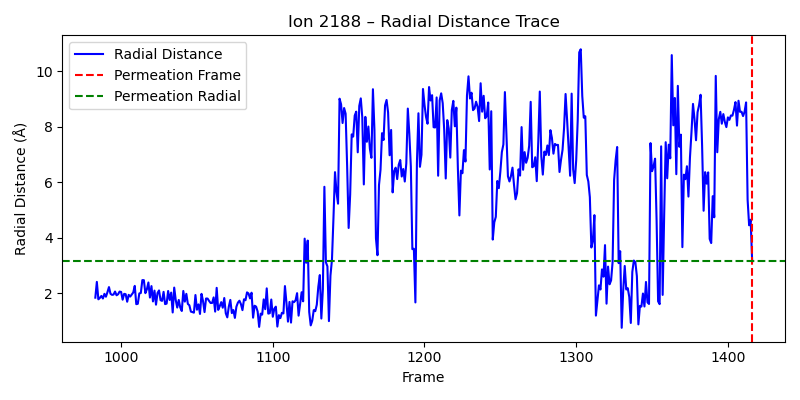 Ion 2188 – Radial Distance Trace
Radial Distance
Permeation Frame
Permeation Radial
Radial Distance (Å)
10
8
6
4
2
1000 1100 1200 1300 1400
Frame